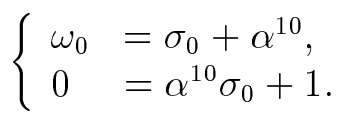 ω₀ = σ₀ + α¹⁰,
0 = α¹⁰σ₀ + 1.